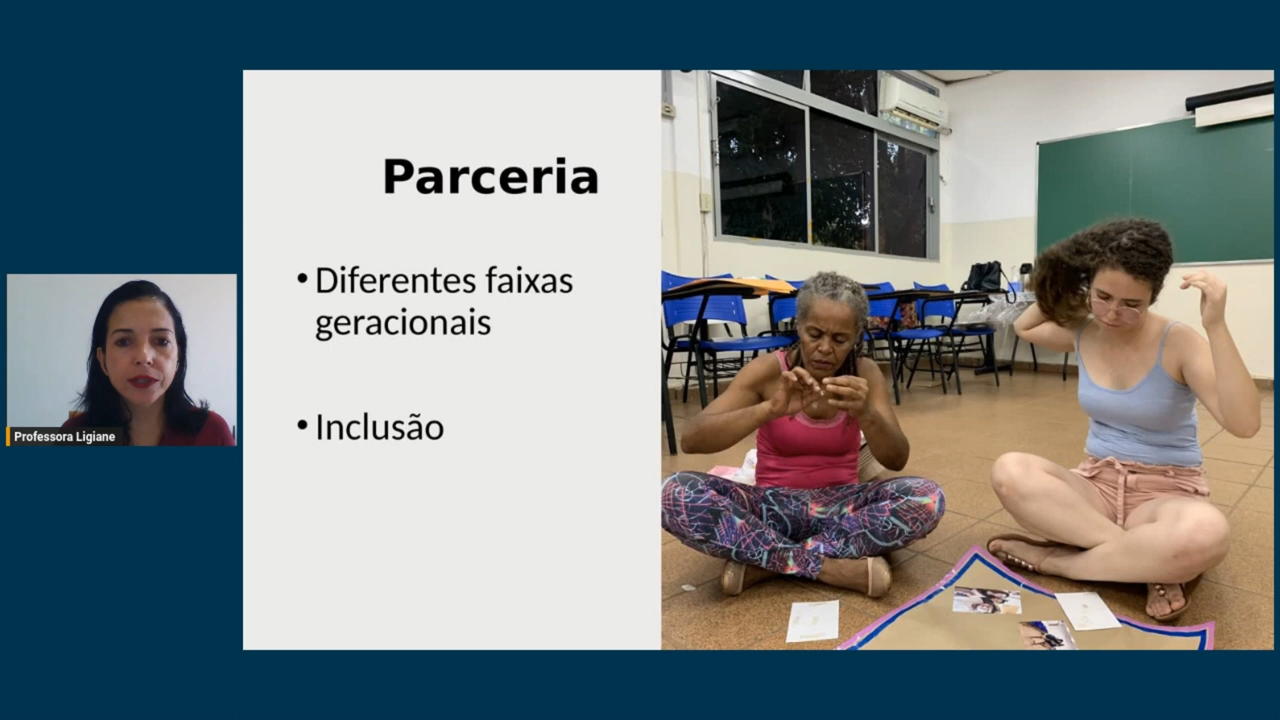 Parceria
• Diferentes faixas
geracionais
• Inclusão
Professora Ligiane